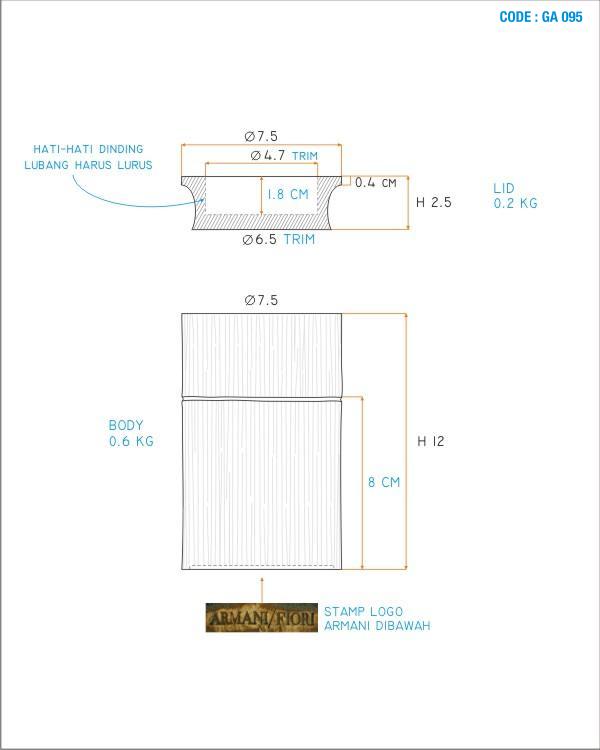 CODE : GA 095
Ø7.5
HATI-HATI DINDING
LUBANG HARUS LURUS
Ø4.7 TRIM
0.4 CM
1.8 CM
H 2.5
LID
0.2 KG
Ø6.5 TRIM
Ø7.5
BODY
0.6 KG
H 12
8 CM
ARMANI/FIORI
STAMP LOGO
ARMANI DIBAWAH